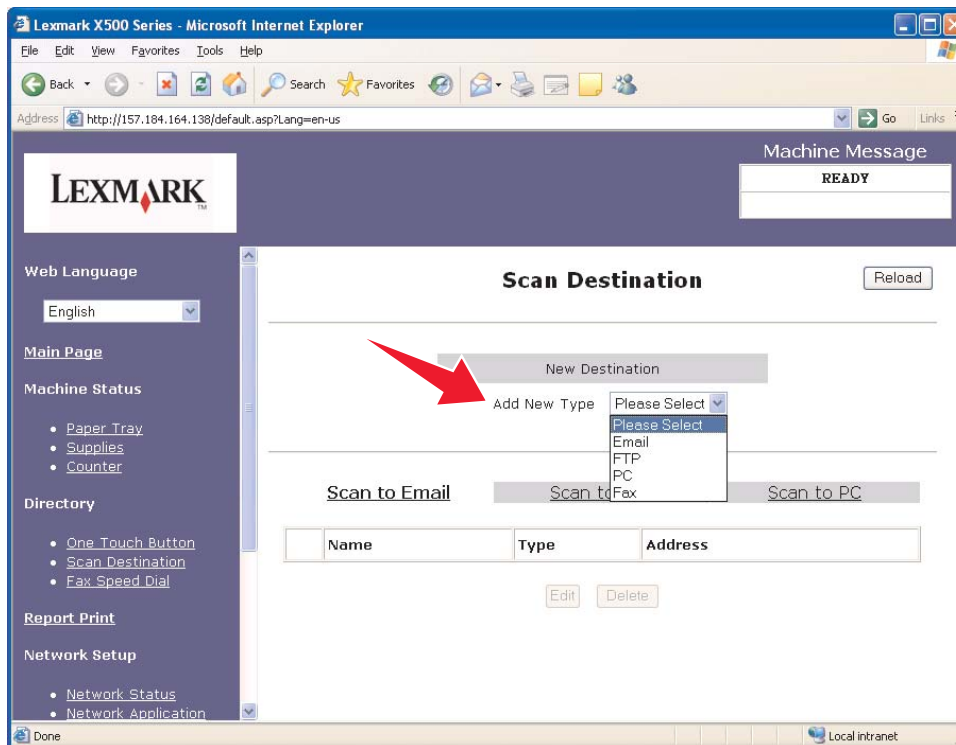 Lexmark X500 Series - Microsoft Internet Explorer
File Edit View Favorites Tools Help
Back Search Favorites
Address http://157.184.164.138/default.asp?Lang=en-us Go Links
LEXMARK™
Machine Message
READY
Web Language
English
Main Page
Machine Status
Paper Tray
Supplies
Counter
Directory
One Touch Button
Scan Destination
Fax Speed Dial
Report Print
Network Setup
Network Status
Network Application
Scan Destination
Reload
New Destination
Add New Type Please Select
Please Select
Email
FTP
PC
Fax
Scan to Email Scan to Scan to PC
Name Type Address
Edit Delete
Done Local intranet